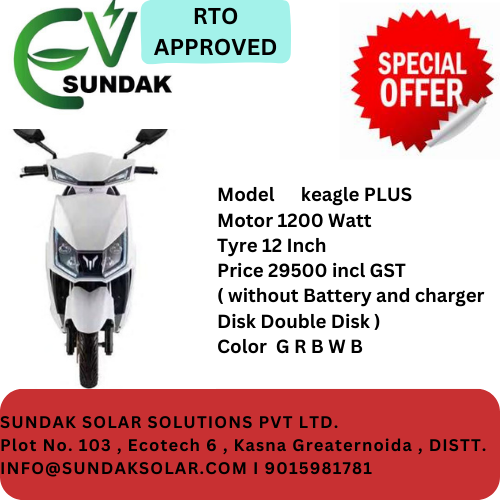 EV
SUNDAK
RTO
APPROVED
SPECIAL
OFFER
Model keagle PLUS
Motor 1200 Watt
Tyre 12 Inch
Price 29500 incl GST
( without Battery and charger
Disk Double Disk )
Color G R B W B
SUNDAK SOLAR SOLUTIONS PVT LTD.
Plot No. 103 , Ecotech 6 , Kasna Greaternoida , DISTT.
INFO@SUNDAKSOLAR.COM I 9015981781